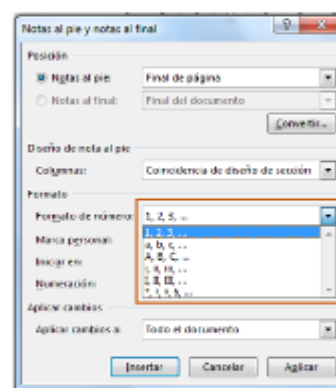 Notas al pie y notas al final
Posición
Notas al pie: Final de página
Notas al final: Final del documento
Convertir...
Diseño de nota al pie
Columnas: Coincidencia de diseño de sección
Formato
Formato de número: 1, 2, 3, ...
Marca personal: 1, 2, 3, ...
a, b, c, ...
Iniciar en: A, B, C, ...
i, ii, iii, ...
Numeración: I, II, III, ...
Aplicar cambios
Aplicar cambios a: Todo el documento
Insertar Cancelar Aplicar